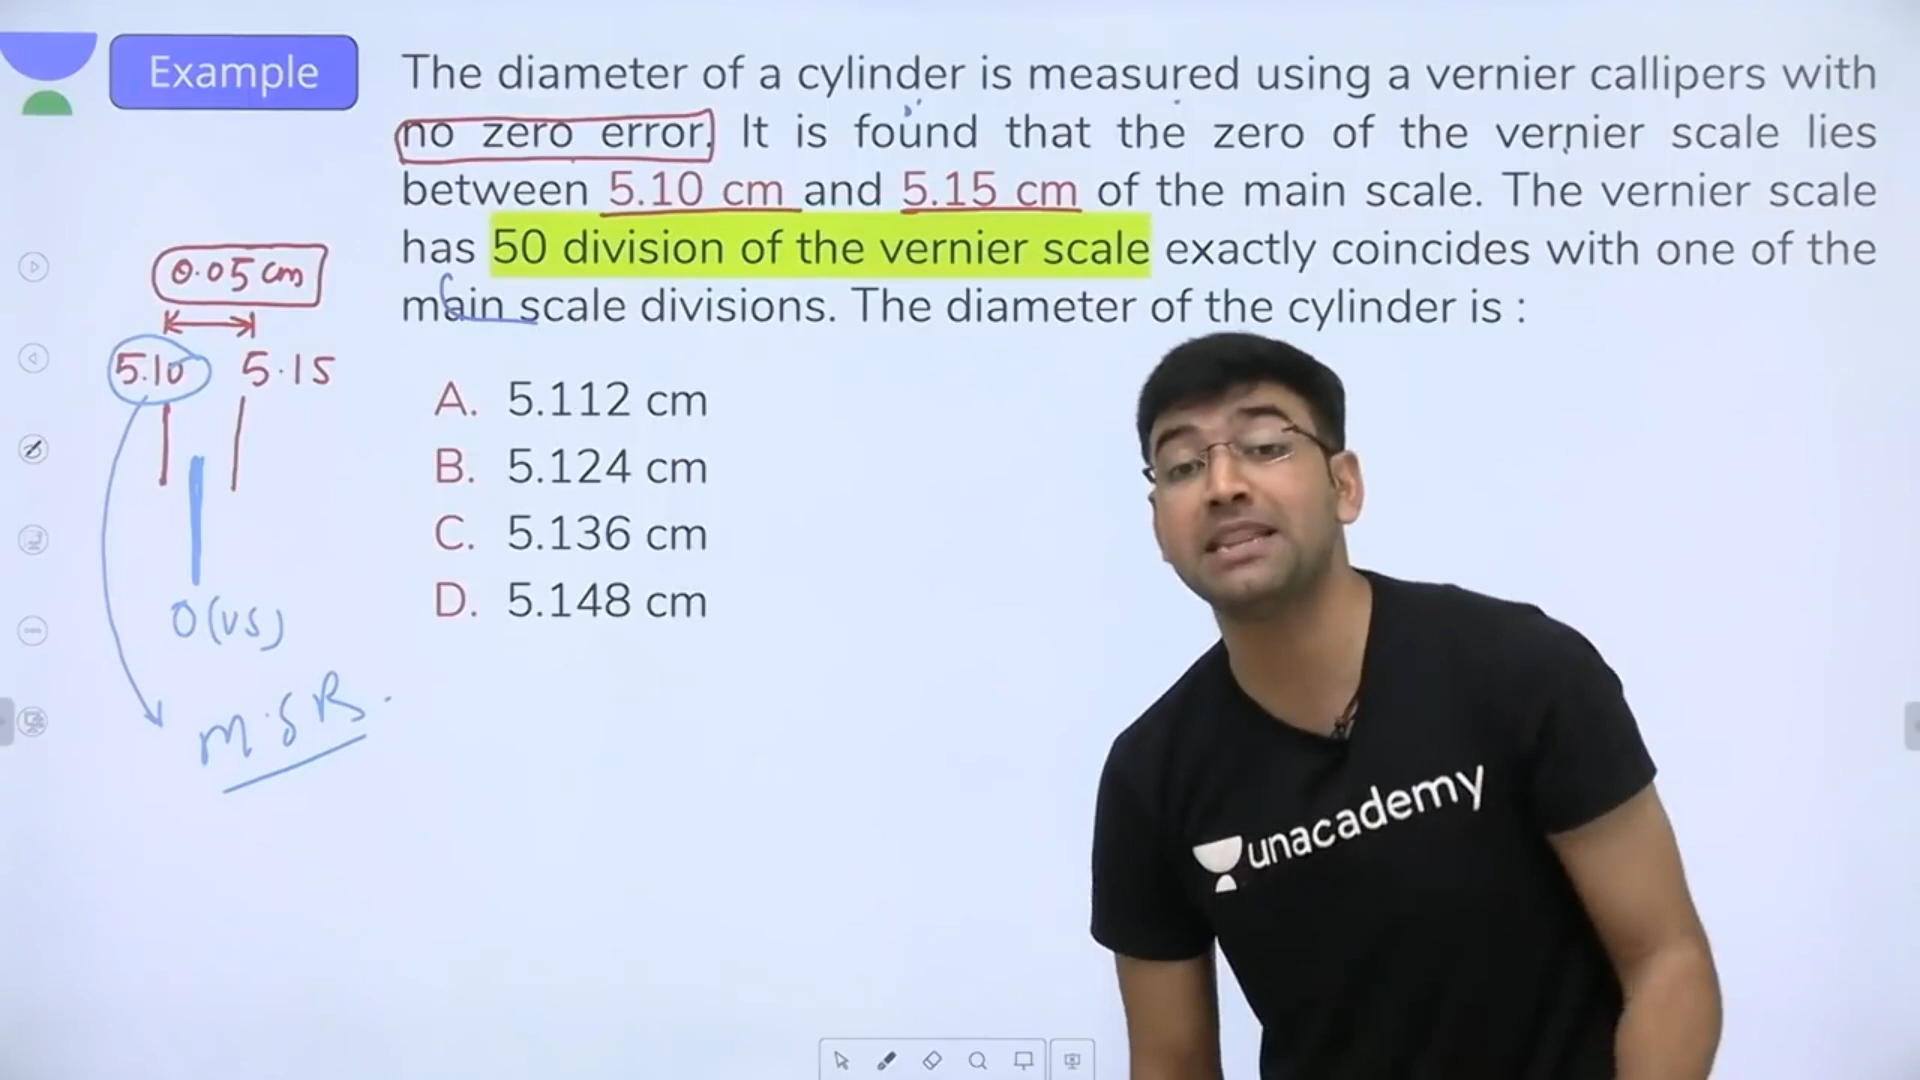 Example
The diameter of a cylinder is measured using a vernier callipers with
no zero error. It is found that the zero of the vernier scale lies
between 5.10 cm and 5.15 cm of the main scale. The vernier scale
has 50 division of the vernier scale exactly coincides with one of the
main scale divisions. The diameter of the cylinder is :
0.05 cm
5.10 5.15
A. 5.112 cm
B. 5.124 cm
C. 5.136 cm
D. 5.148 cm
0(VS)
M.S R.
unacademy